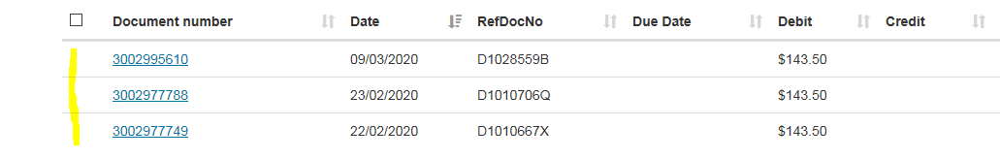 Document number Date RefDocNo Due Date Debit Credit
3002995610 09/03/2020 D1028559B $143.50
3002977788 23/02/2020 D1010706Q $143.50
3002977749 22/02/2020 D1010667X $143.50